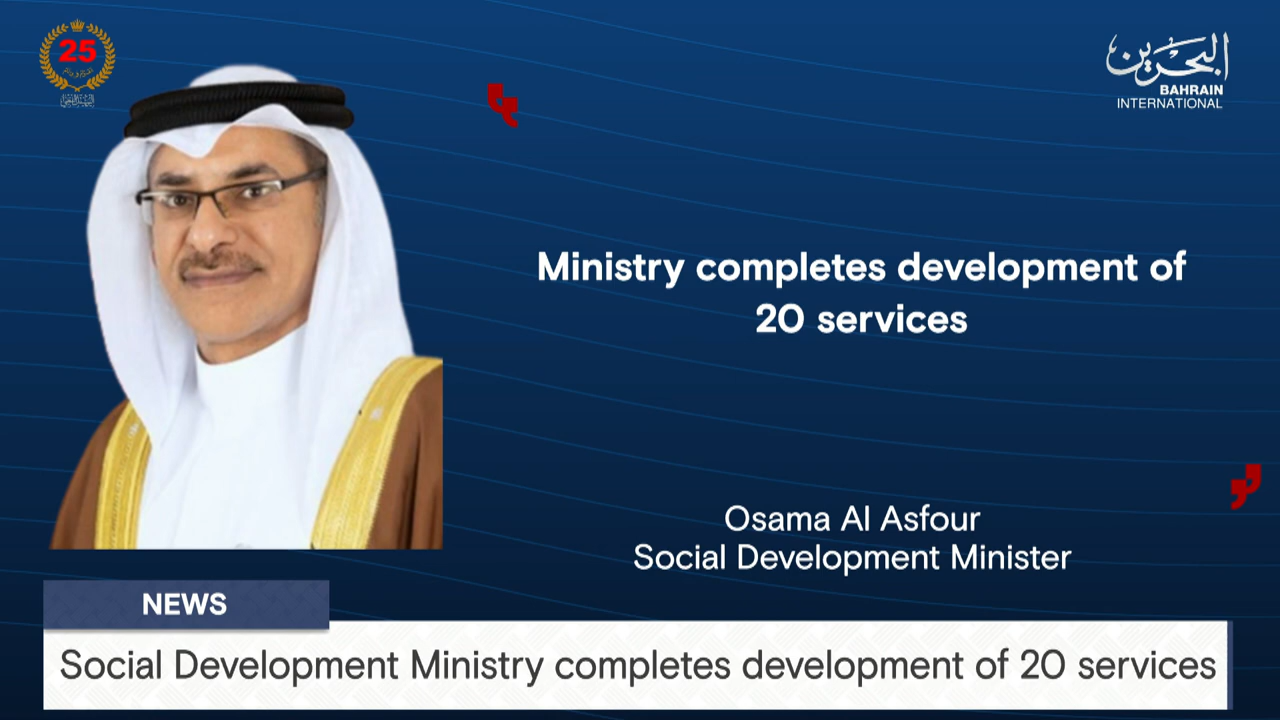 25
البحرين
BAHRAIN
INTERNATIONAL
Ministry completes development of
20 services
Osama Al Asfour
Social Development Minister
NEWS
Social Development Ministry completes development of 20 services